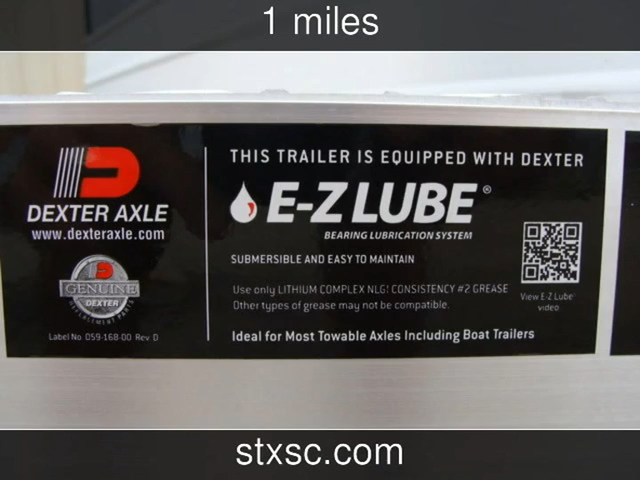 1 miles
DEXTER AXLE
www.dexteraxle.com
GENUINE
DEXTER
REPLACEMENT PARTS
Label No. 059-168-00 Rev D
THIS TRAILER IS EQUIPPED WITH DEXTER
E-Z LUBE®
BEARING LUBRICATION SYSTEM
SUBMERSIBLE AND EASY TO MAINTAIN
Use only LITHIUM COMPLEX NLGI CONSISTENCY #2 GREASE
Other types of grease may not be compatible.
Ideal for Most Towable Axles Including Boat Trailers
View E-Z Lube
video
stxsc.com